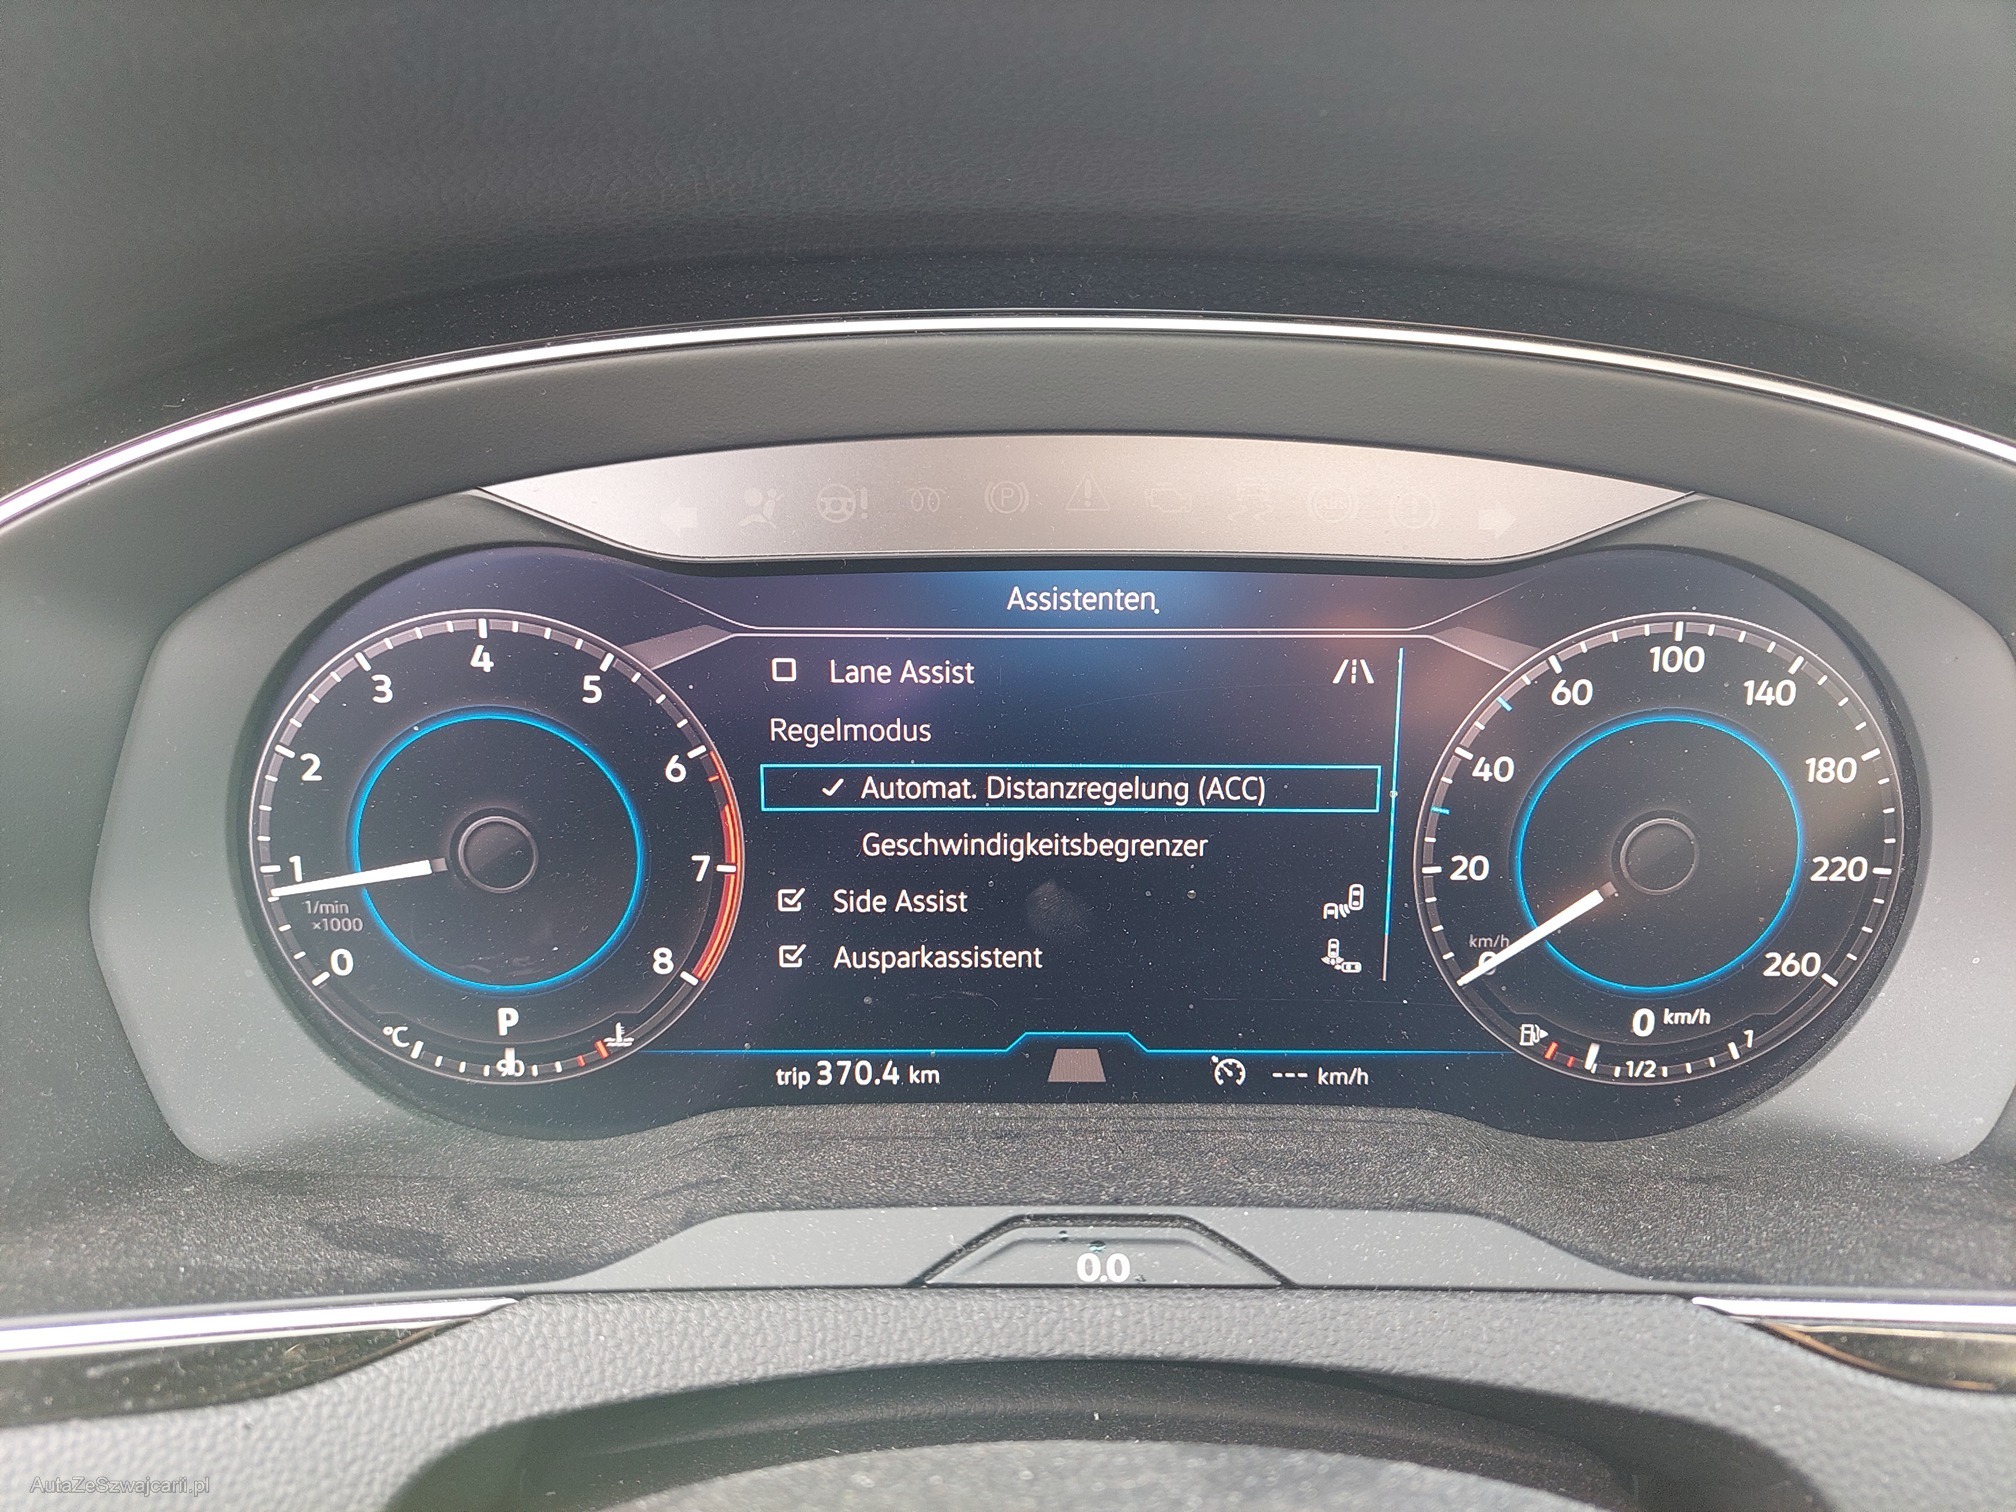 Assistenten
Lane Assist
Regelmodus
Automat. Distanzregelung (ACC)
Geschwindigkeitsbegrenzer
Side Assist
Ausparkassistent
trip 370.4 km
--- km/h
0 1 2 3 4 5 6 7 8
1/min
×1000
P
°C
90
0 20 40 60 100 140 180 220 260
km/h
0 km/h
1/2
1
0.0
AutaZeSzwajcarii.pl